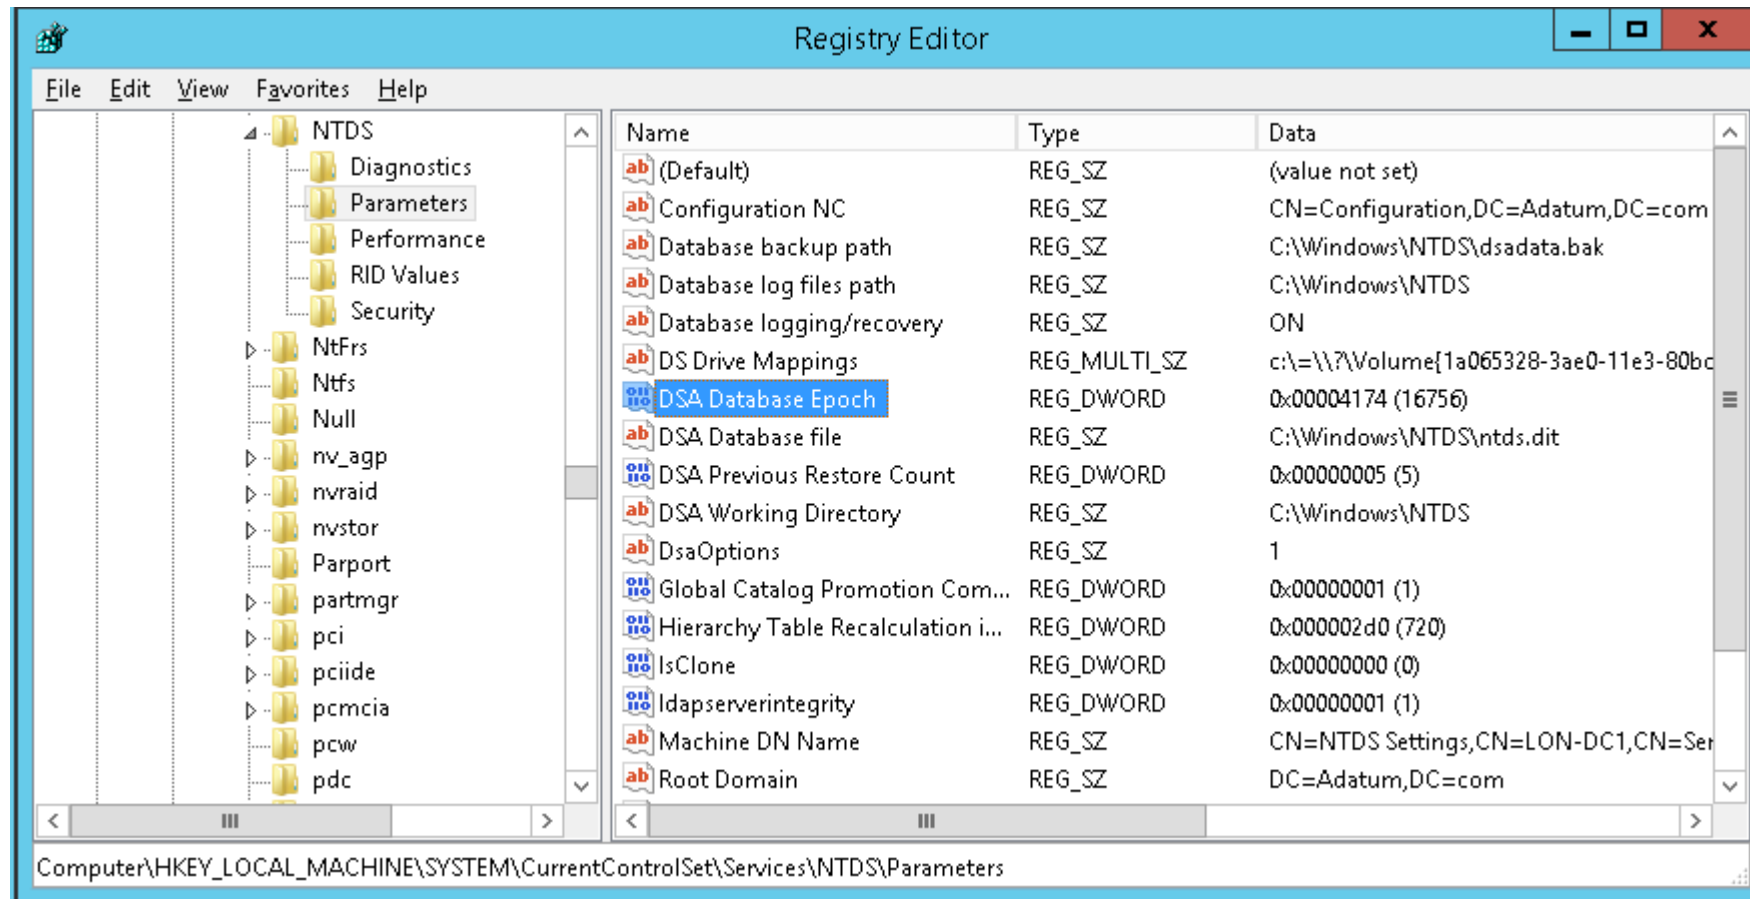 Registry Editor
File Edit View Favorites Help
NTDS
Diagnostics
Parameters
Performance
RID Values
Security
NtFrs
Ntfs
Null
nv_agp
nvraid
nvstor
Parport
partmgr
pci
pciide
pcmcia
pcw
pdc
Name Type Data
(Default) REG_SZ (value not set)
Configuration NC REG_SZ CN=Configuration,DC=Adatum,DC=com
Database backup path REG_SZ C:\Windows\NTDS\dsadata.bak
Database log files path REG_SZ C:\Windows\NTDS
Database logging/recovery REG_SZ ON
DS Drive Mappings REG_MULTI_SZ c:\=\\?\Volume{1a065328-3ae0-11e3-80bc
DSA Database Epoch REG_DWORD 0x00004174 (16756)
DSA Database file REG_SZ C:\Windows\NTDS\ntds.dit
DSA Previous Restore Count REG_DWORD 0x00000005 (5)
DSA Working Directory REG_SZ C:\Windows\NTDS
DsaOptions REG_SZ 1
Global Catalog Promotion Com... REG_DWORD 0x00000001 (1)
Hierarchy Table Recalculation i... REG_DWORD 0x000002d0 (720)
IsClone REG_DWORD 0x00000000 (0)
ldapserverintegrity REG_DWORD 0x00000001 (1)
Machine DN Name REG_SZ CN=NTDS Settings,CN=LON-DC1,CN=Ser
Root Domain REG_SZ DC=Adatum,DC=com
Computer\HKEY_LOCAL_MACHINE\SYSTEM\CurrentControlSet\Services\NTDS\Parameters